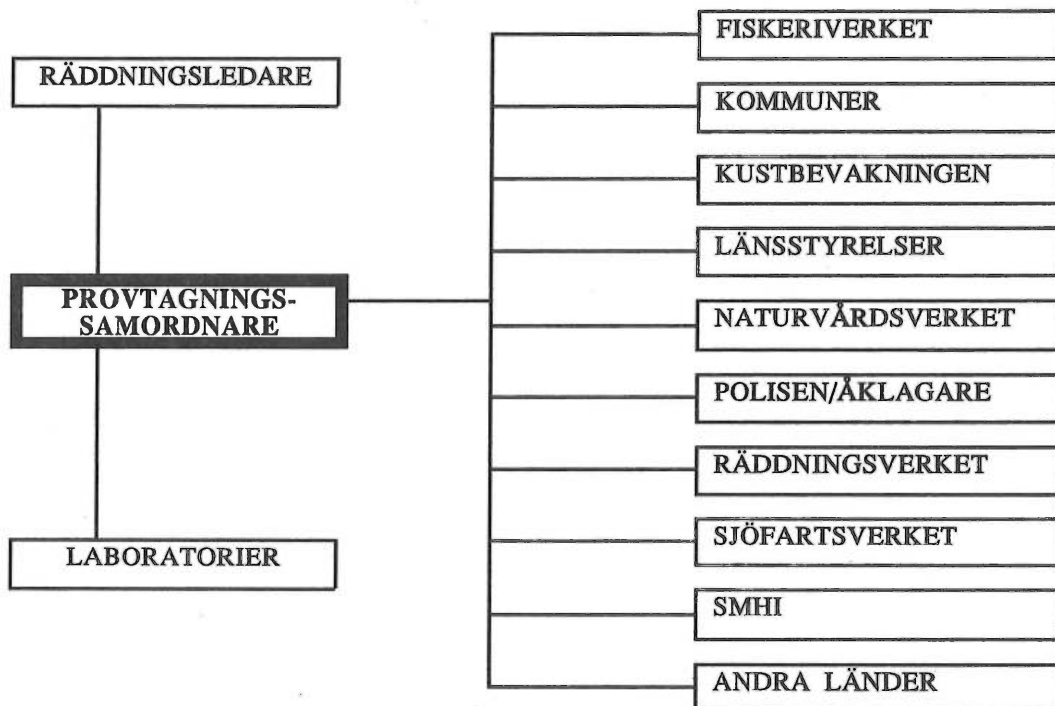 RÄDDNINGSLEDARE
PROVTAGNINGS-
SAMORDNARE
LABORATORIER
FISKERIVERKET
KOMMUNER
KUSTBEVAKNINGEN
LÄNSSTYRELSER
NATURVÅRDSVERKET
POLISEN/ÅKLAGARE
RÄDDNINGSVERKET
SJÖFARTSVERKET
SMHI
ANDRA LÄNDER